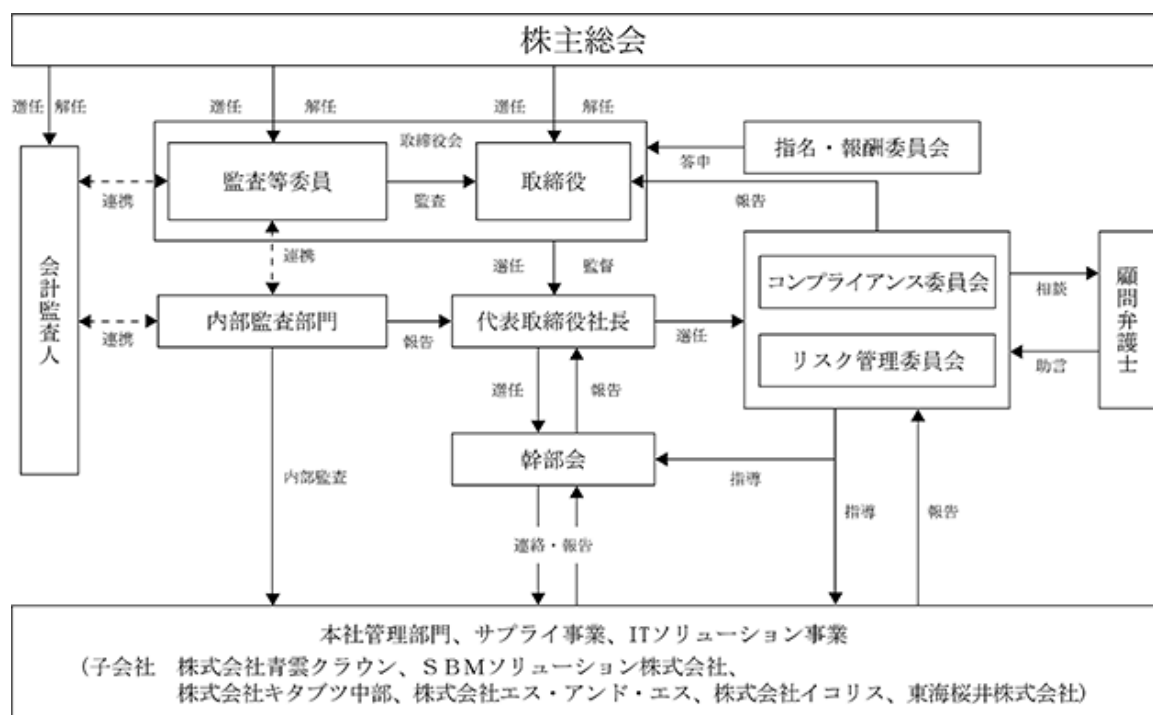 株主総会
選任 解任
選任 解任
選任 解任
取締役会
監査等委員
監査
取締役
答申
指名・報酬委員会
連携
連携
報告
選任 監督
会計監査人
コンプライアンス委員会
リスク管理委員会
相談
助言
顧問弁護士
連携
内部監査部門
報告
代表取締役社長
選任
選任 報告
幹部会
指導
内部監査
指導 報告
連絡・報告
本社管理部門、サプライ事業、ITソリューション事業
(子会社 株式会社青雲クラウン、ＳＢＭソリューション株式会社、
株式会社キタブツ中部、株式会社エス・アンド・エス、株式会社イコリス、東海桜井株式会社)